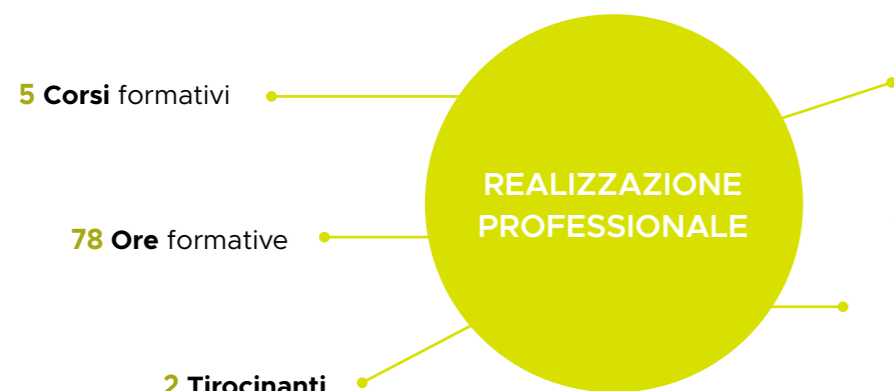 5 Corsi formativi
REALIZZAZIONE
PROFESSIONALE
78 Ore formative
2 Tirocinanti